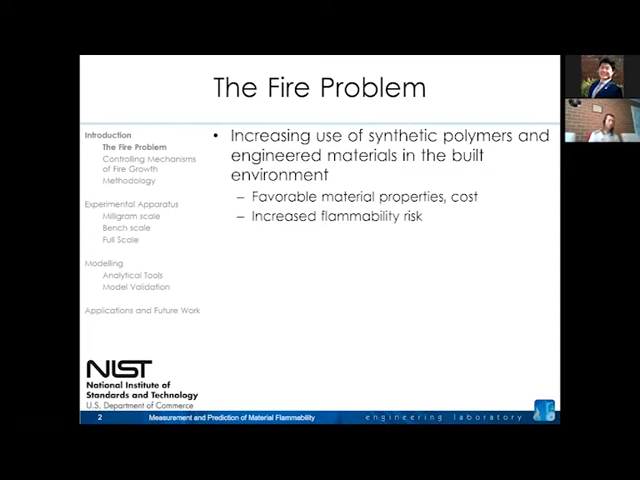 The Fire Problem
Introduction
The Fire Problem
Controlling Mechanisms
of Fire Growth
Methodology
Experimental Apparatus
Milligram scale
Bench scale
Full Scale
Modelling
Analytical Tools
Model Validation
Applications and Future Work
• Increasing use of synthetic polymers and
engineered materials in the built
environment
– Favorable material properties, cost
– Increased flammability risk
NIST
National Institute of
Standards and Technology
U.S. Department of Commerce
2
Measurement and Prediction of Material Flammability
engineering laboratory